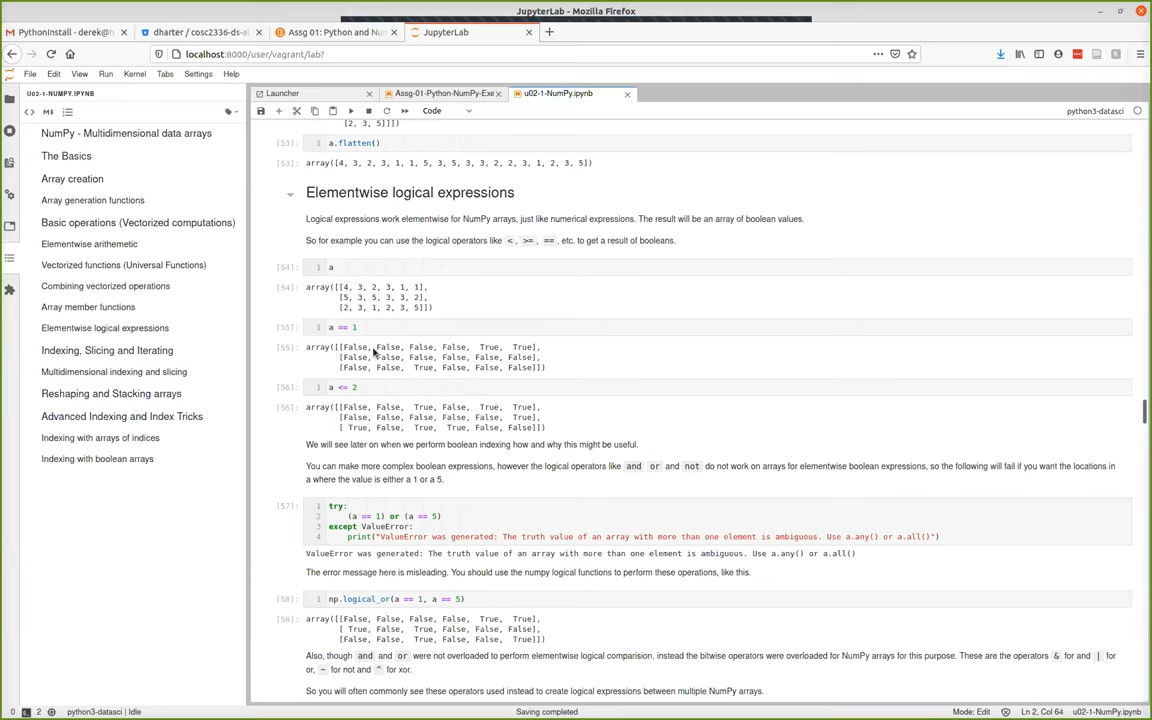 JupyterLab - Mozilla Firefox
PythonInstall - derek@h
dharter / cosc2336-ds-al
Assg 01: Python and Nu
JupyterLab
localhost:8000/user/vagrant/lab?
File Edit View Run Kernel Tabs Settings Help
U02-1-NUMPY.IPYNB
NumPy - Multidimensional data arrays
The Basics
Array creation
Array generation functions
Basic operations (Vectorized computations)
Elementwise arithemetic
Vectorized functions (Universal Functions)
Combining vectorized operations
Array member functions
Elementwise logical expressions
Indexing, Slicing and Iterating
Multidimensional indexing and slicing
Reshaping and Stacking arrays
Advanced Indexing and Index Tricks
Indexing with arrays of indices
Indexing with boolean arrays
Launcher
Assg-01-Python-NumPy-Exe
u02-1-NumPy.ipynb
Code
python3-datasci
[2, 3, 5]]])
[53]: 1 a.flatten()
[53]: array([4, 3, 2, 3, 1, 1, 5, 3, 5, 3, 3, 2, 2, 3, 1, 2, 3, 5])
Elementwise logical expressions
Logical expressions work elementwise for NumPy arrays, just like numerical expressions. The result will be an array of boolean values.
So for example you can use the logical operators like < , >= , == , etc. to get a result of booleans.
[54]: 1 a
[54]: array([[4, 3, 2, 3, 1, 1],
[5, 3, 5, 3, 3, 2],
[2, 3, 1, 2, 3, 5]])
[55]: 1 a == 1
[55]: array([[False, False, False, False, True, True],
[False, False, False, False, False, False],
[False, False, True, False, False, False]])
[56]: 1 a <= 2
[56]: array([[False, False, True, False, True, True],
[False, False, False, False, False, True],
[ True, False, True, True, False, False]])
We will see later on when we perform boolean indexing how and why this might be useful.
You can make more complex boolean expressions, however the logical operators like and or and not do not work on arrays for elementwise boolean expressions, so the following will fail if you want the locations in
a where the value is either a 1 or a 5.
[57]: 1 try:
2 (a == 1) or (a == 5)
3 except ValueError:
4 print("ValueError was generated: The truth value of an array with more than one element is ambiguous. Use a.any() or a.all()")
ValueError was generated: The truth value of an array with more than one element is ambiguous. Use a.any() or a.all()
The error message here is misleading. You should use the numpy logical functions to perform these operations, like this.
[58]: 1 np.logical_or(a == 1, a == 5)
[58]: array([[False, False, False, False, True, True],
[ True, False, True, False, False, False],
[False, False, True, False, False, True]])
Also, though and and or were not overloaded to perform elementwise logical comparision, instead the bitwise operators were overloaded for NumPy arrays for this purpose. These are the operators & for and | for
or, ~ for not and ^ for xor.
So you will often commonly see these operators used instead to create logical expressions between multiple NumPy arrays.
0 2 python3-datasci | Idle
Saving completed
Mode: Edit Ln 2, Col 64 u02-1-NumPy.ipynb